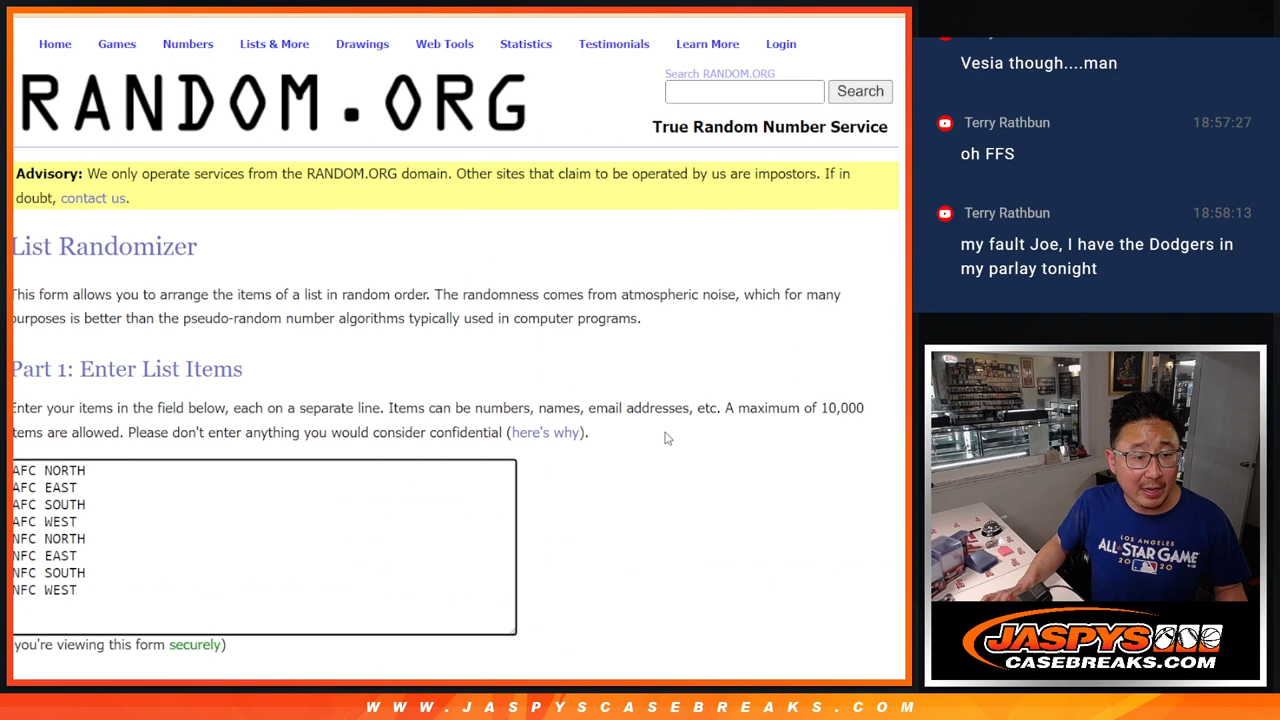 Home Games Numbers Lists & More Drawings Web Tools Statistics Testimonials Learn More Login
RANDOM.ORG
Search RANDOM.ORG
Search
True Random Number Service
Advisory: We only operate services from the RANDOM.ORG domain. Other sites that claim to be operated by us are impostors. If in
doubt, contact us.
List Randomizer
This form allows you to arrange the items of a list in random order. The randomness comes from atmospheric noise, which for many
purposes is better than the pseudo-random number algorithms typically used in computer programs.
Part 1: Enter List Items
Enter your items in the field below, each on a separate line. Items can be numbers, names, email addresses, etc. A maximum of 10,000
items are allowed. Please don't enter anything you would consider confidential (here's why).
AFC NORTH
AFC EAST
AFC SOUTH
AFC WEST
NFC NORTH
NFC EAST
NFC SOUTH
NFC WEST
you're viewing this form securely)
Vesia though....man
Terry Rathbun 18:57:27
oh FFS
Terry Rathbun 18:58:13
my fault Joe, I have the Dodgers in
my parlay tonight
LOS ANGELES
ALL-STAR GAME
2020
JASPYS
CASEBREAKS.COM
WWW.JASPYSCASEBREAKS.COM